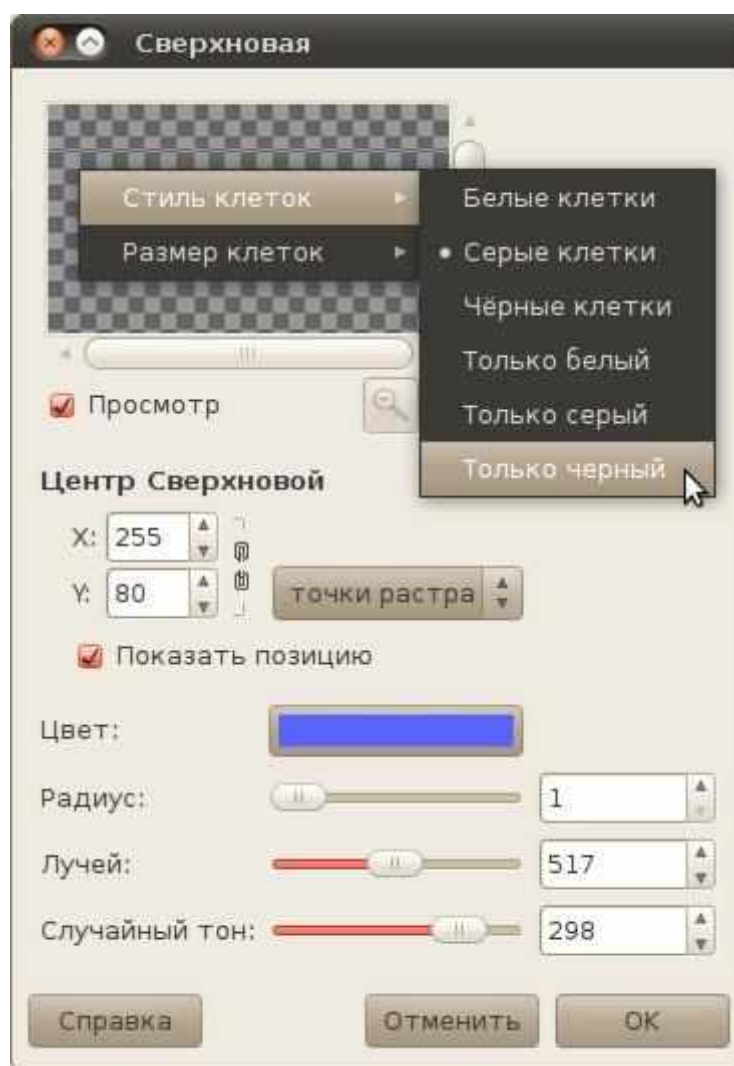 Сверхновая
Стиль клеток
Размер клеток
Белые клетки
Серые клетки
Чёрные клетки
Только белый
Только серый
Только черный
Просмотр
Центр Сверхновой
X: 255
Y: 80
точки растра
Показать позицию
Цвет:
Радиус: 1
Лучей: 517
Случайный тон: 298
Справка
Отменить
OK